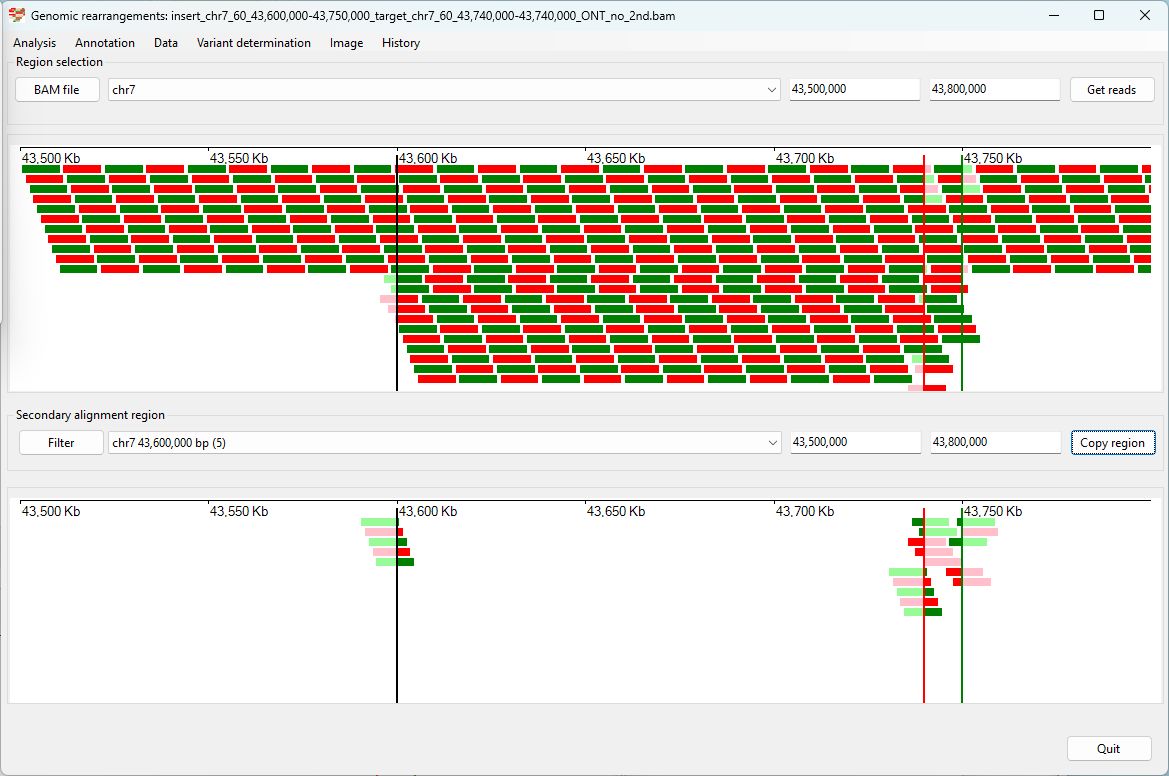 Genomic rearrangements: insert_chr7_60_43,600,000-43,750,000_target_chr7_60_43,740,000-43,740,000_ONT_no_2nd.bam
Analysis Annotation Data Variant determination Image History
Region selection
BAM file chr7 43,500,000 43,800,000 Get reads
43,500 Kb 43,550 Kb 43,600 Kb 43,650 Kb 43,700 Kb 43,750 Kb
Secondary alignment region
Filter chr7 43,600,000 bp (5) 43,500,000 43,800,000 Copy region
43,500 Kb 43,550 Kb 43,600 Kb 43,650 Kb 43,700 Kb 43,750 Kb
Quit